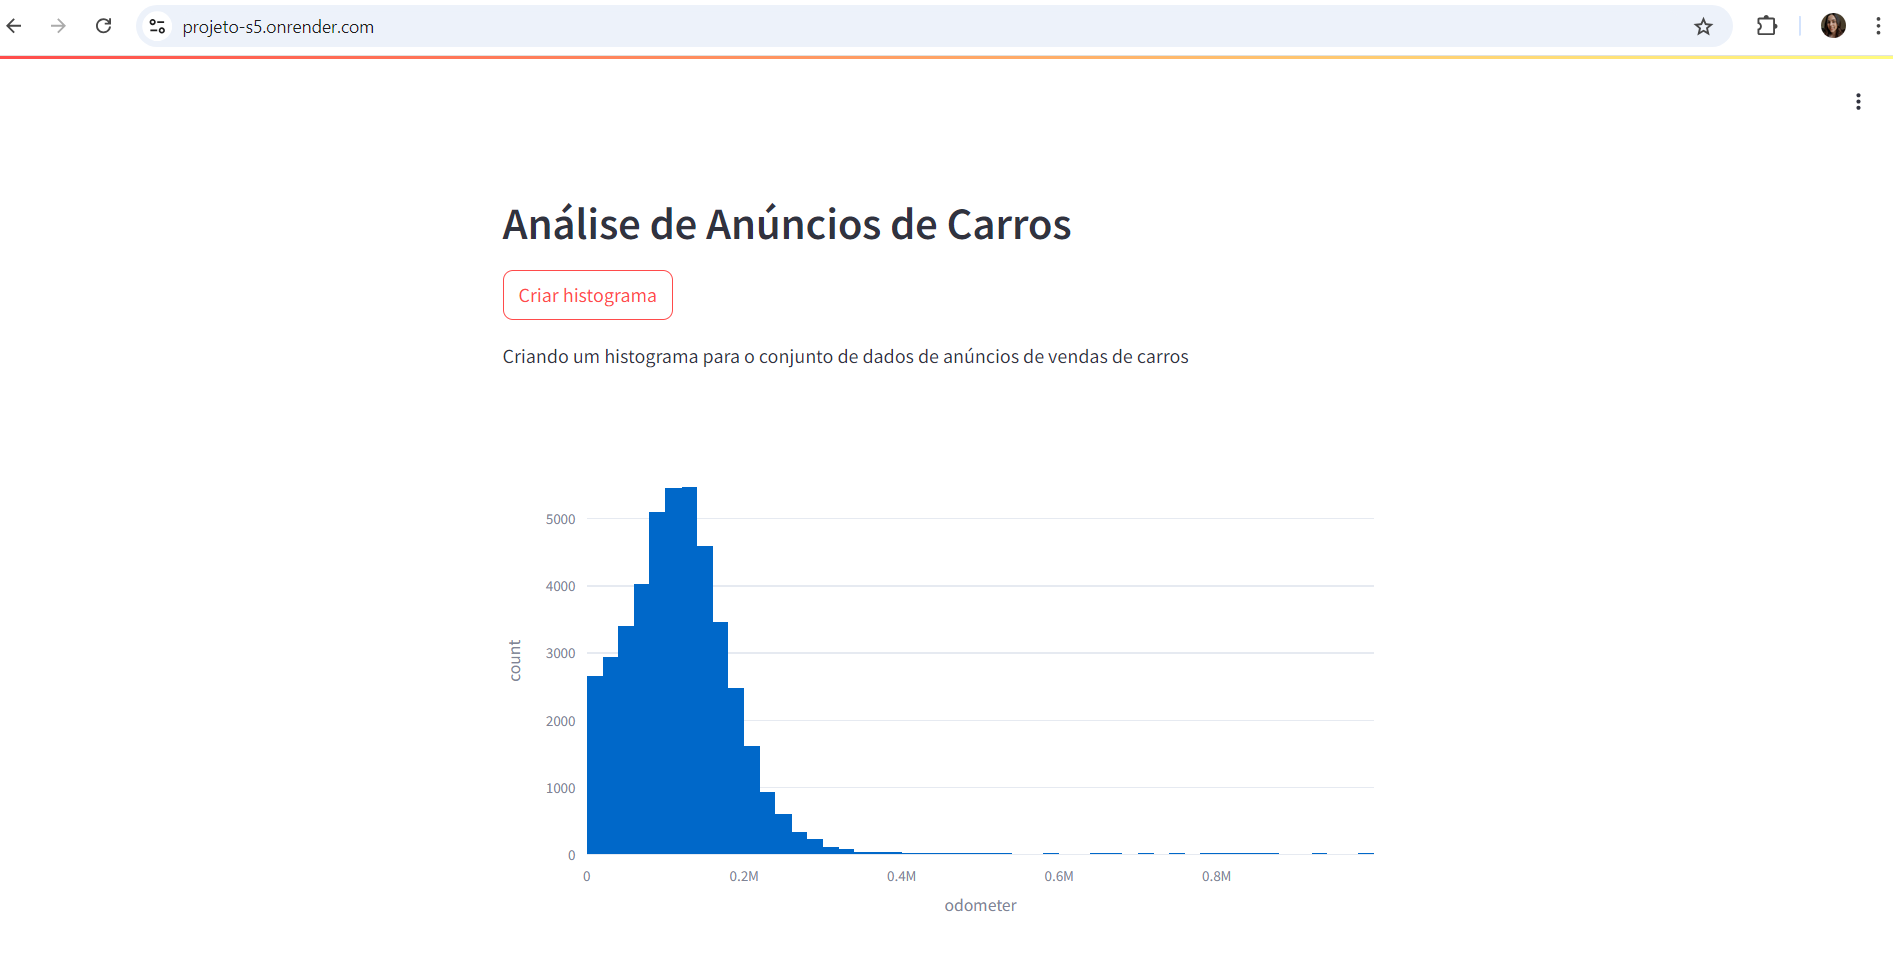 projeto-s5.onrender.com
Análise de Anúncios de Carros
Criar histograma
Criando um histograma para o conjunto de dados de anúncios de vendas de carros
5000
4000
3000
2000
1000
0
count
0 0.2M 0.4M 0.6M 0.8M
odometer